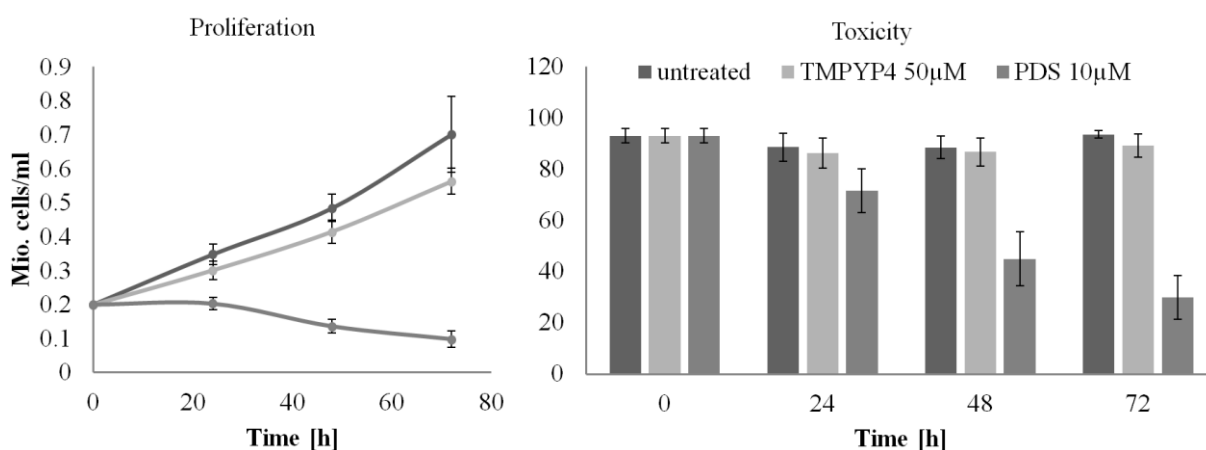 Proliferation
0.9
0.8
0.7
0.6
0.5
0.4
0.3
0.2
0.1
0
Mio. cells/ml
0 20 40 60 80
Time [h]
Toxicity
untreated TMPYP4 50µM PDS 10µM
120
100
80
60
40
20
0
0 24 48 72
Time [h]